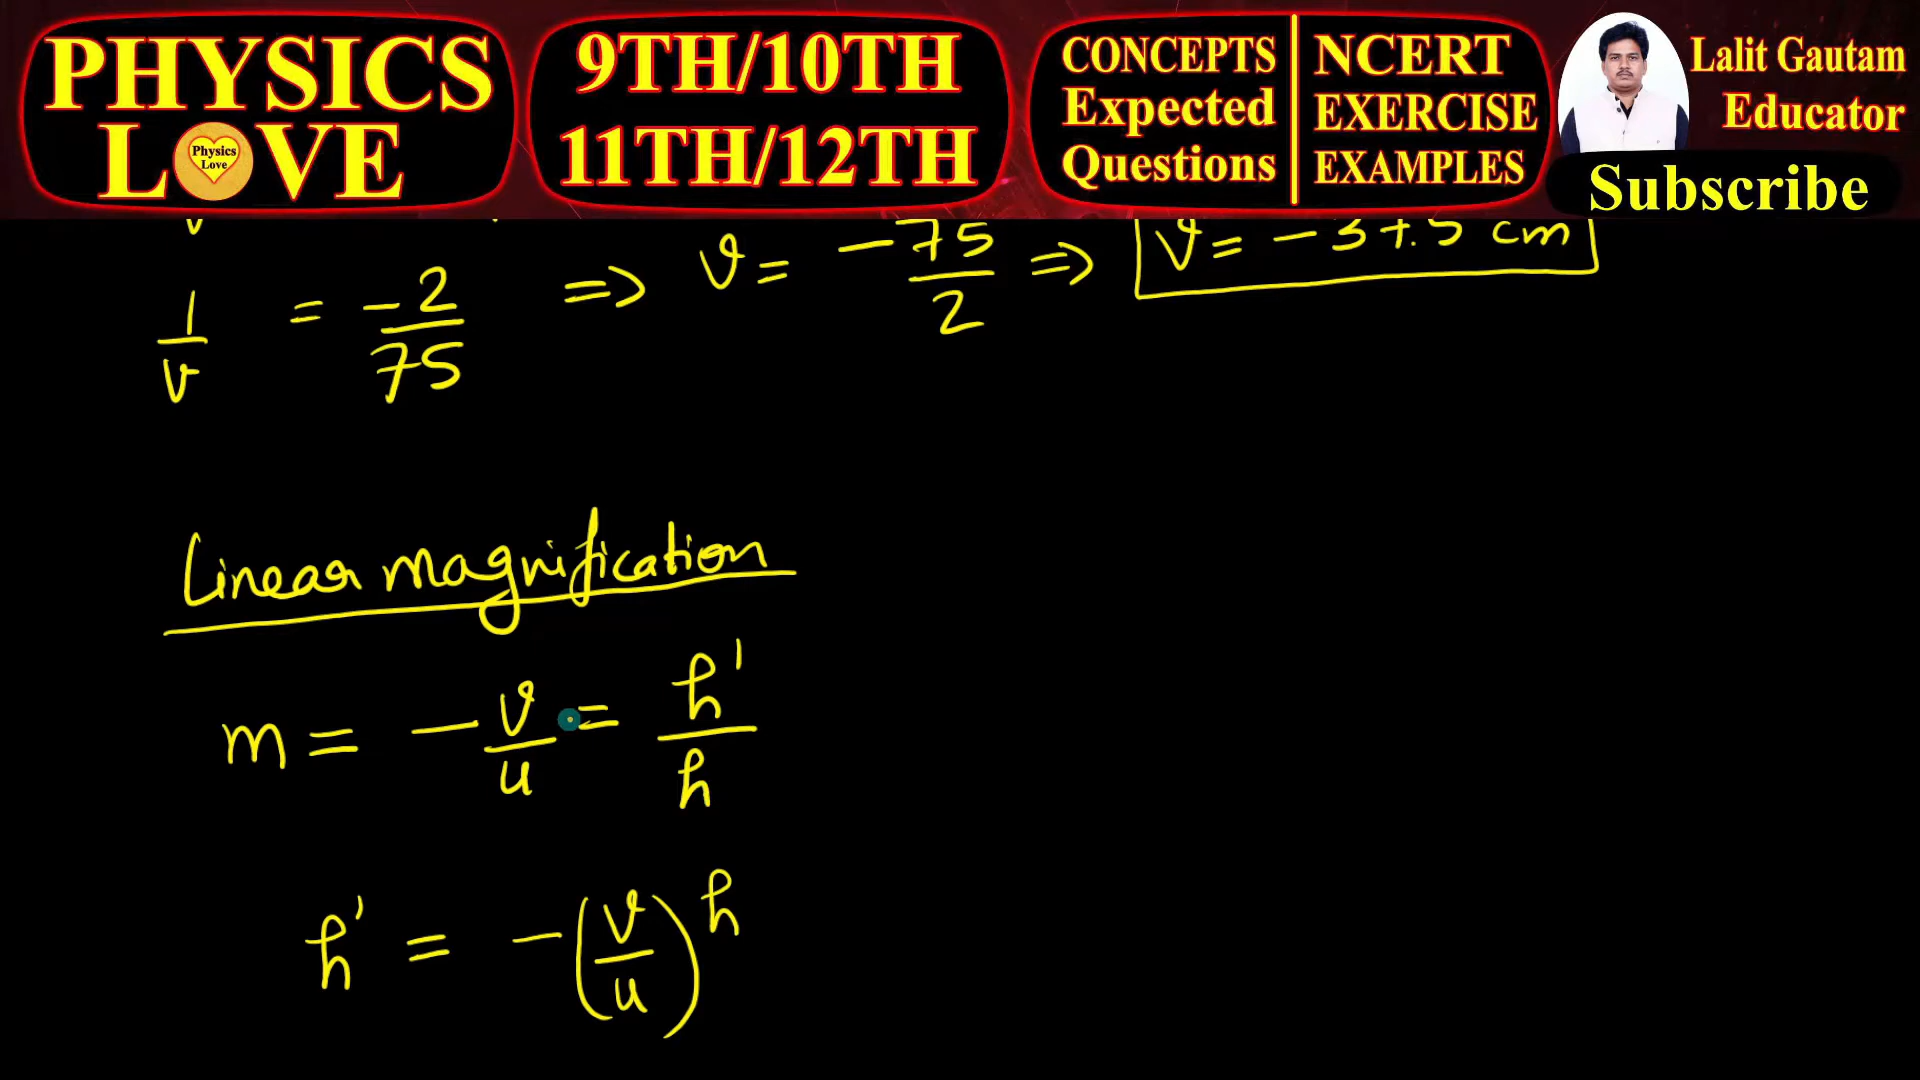 PHYSICS
LOVE
Physics
Love
9TH/10TH
11TH/12TH
CONCEPTS
Expected
Questions
NCERT
EXERCISE
EXAMPLES
Lalit Gautam
Educator
Subscribe
1/v = -2/75 => v = -75/2 => v = -37.5 cm
Linear magnification
m = -v/u = h'/h
h' = -(v/u) h